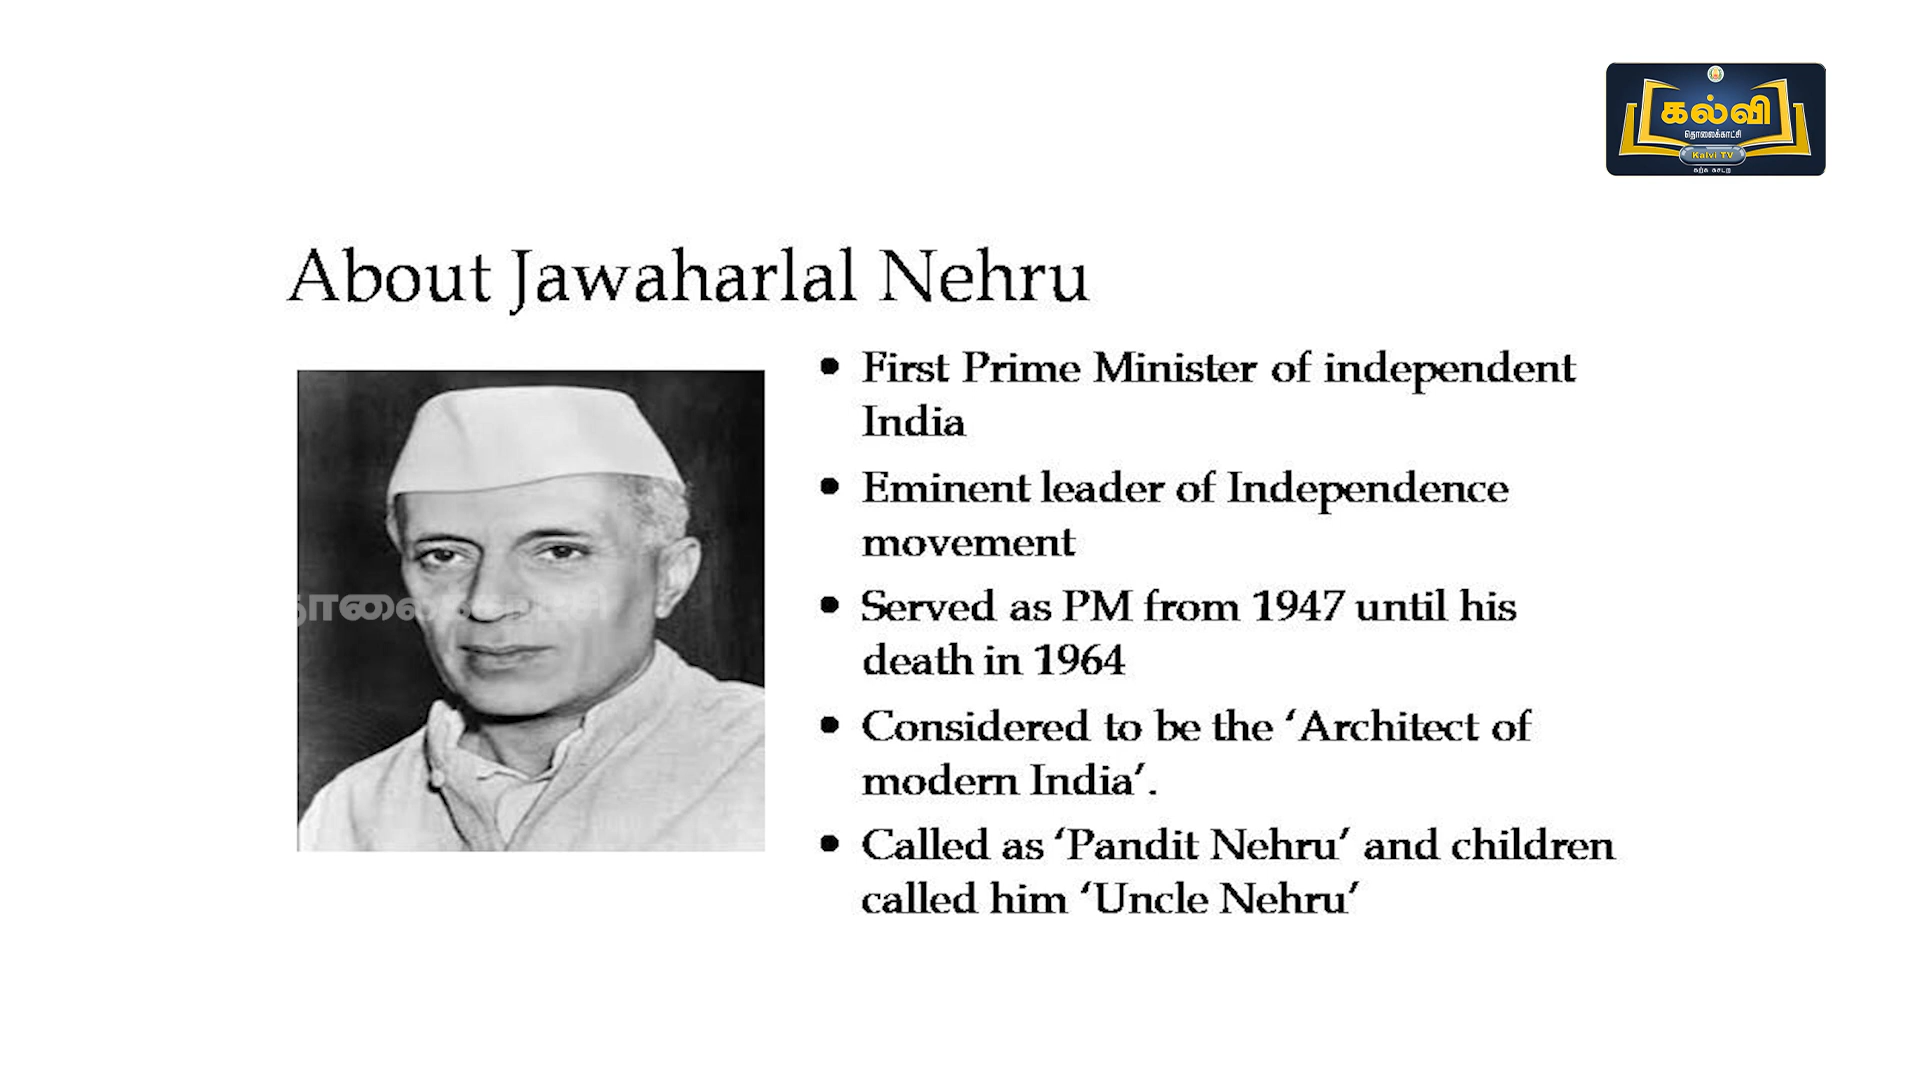 கல்வி
தொலைக்காட்சி
Kalvi TV
கற்க கசடற
About Jawaharlal Nehru
• First Prime Minister of independent
India
• Eminent leader of Independence
movement
• Served as PM from 1947 until his
death in 1964
• Considered to be the ‘Architect of
modern India’.
• Called as ‘Pandit Nehru’ and children
called him ‘Uncle Nehru’